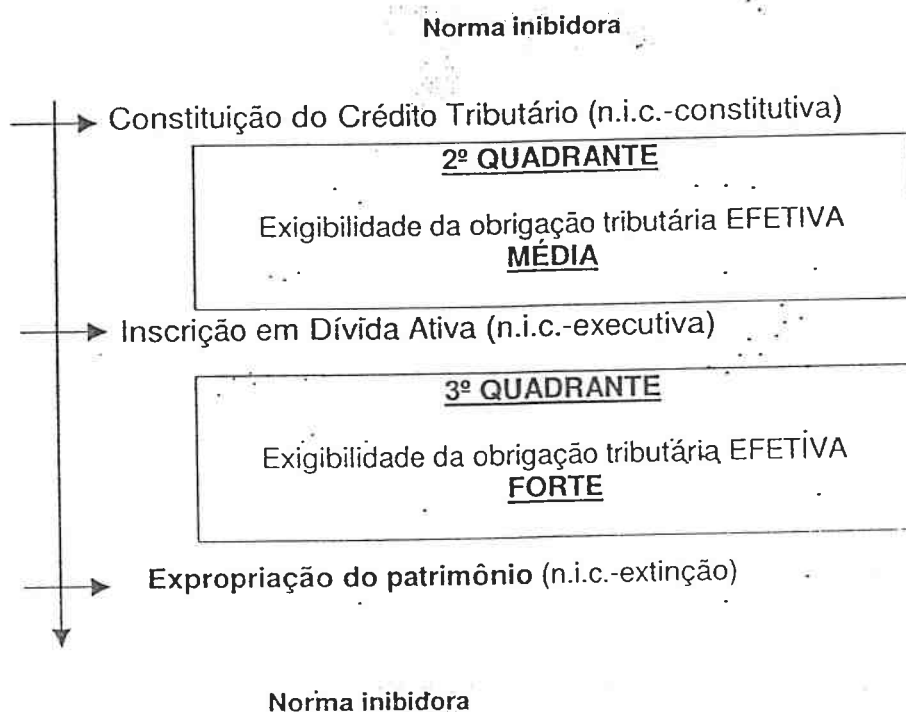 Norma inibidora
Constituição do Crédito Tributário (n.i.c.-constitutiva)
2º QUADRANTE
Exigibilidade da obrigação tributária EFETIVA
MÉDIA
Inscrição em Dívida Ativa (n.i.c.-executiva)
3º QUADRANTE
Exigibilidade da obrigação tributária EFETIVA
FORTE
Expropriação do patrimônio (n.i.c.-extinção)
Norma inibidora